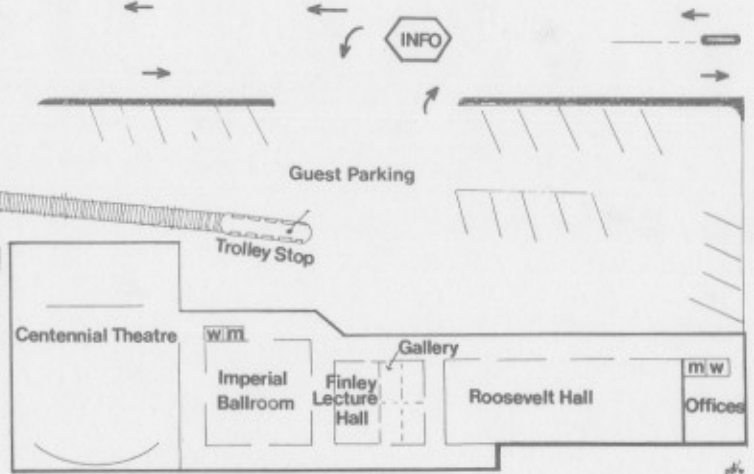 INFO
Guest Parking
Trolley Stop
Centennial Theatre
w m
Imperial
Ballroom
Finley
Lecture
Hall
Gallery
Roosevelt Hall
m w
Offices